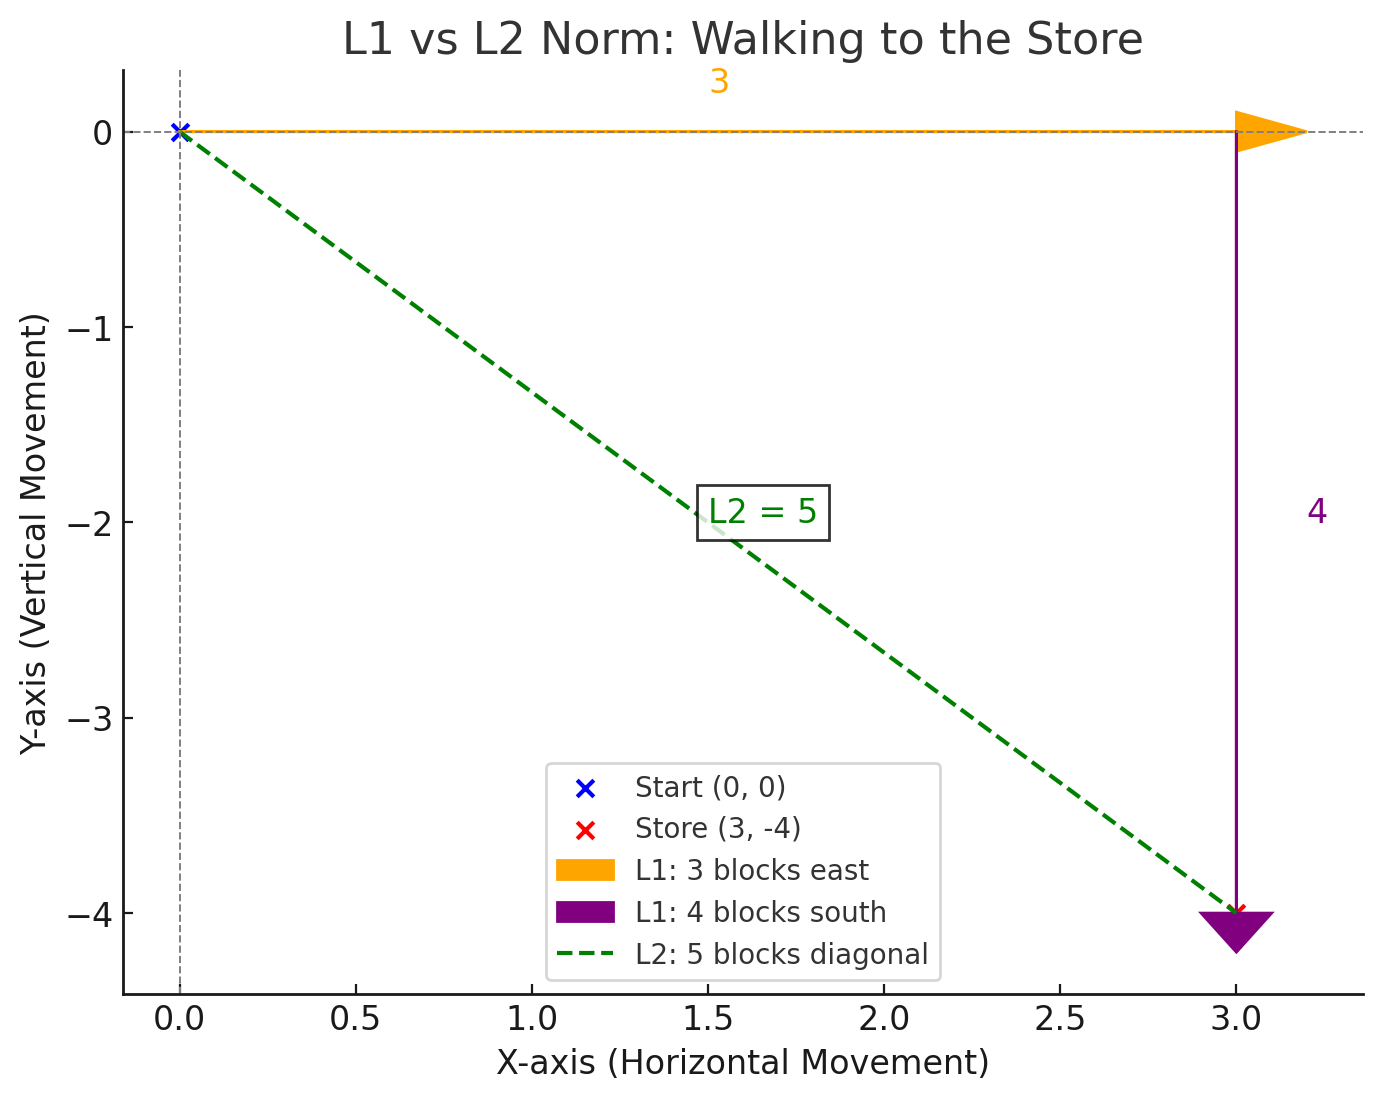 L1 vs L2 Norm: Walking to the Store
3
0
−1
−2
−3
−4
Y-axis (Vertical Movement)
L2 = 5
4
Start (0, 0)
Store (3, -4)
L1: 3 blocks east
L1: 4 blocks south
L2: 5 blocks diagonal
0.0 0.5 1.0 1.5 2.0 2.5 3.0
X-axis (Horizontal Movement)